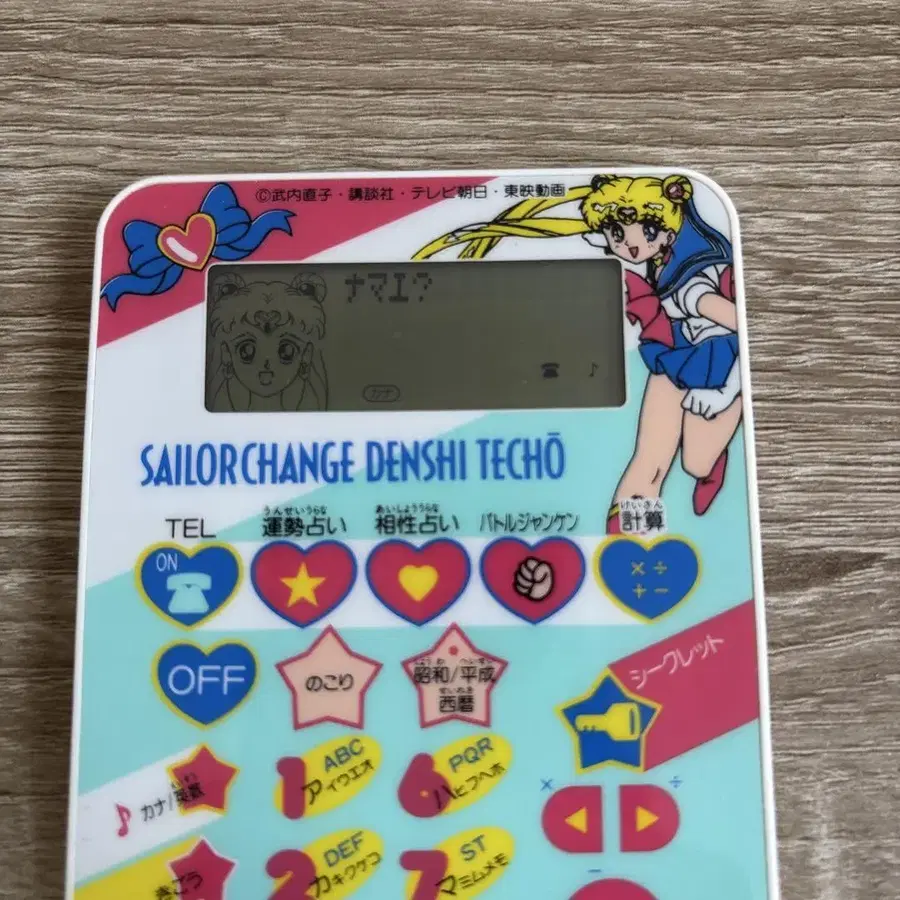 ©武内直子・講談社・テレビ朝日・東映動画
ナマエ?
カナ
SAILOR CHANGE DENSHI TECHŌ
TEL
うんせいうらな
運勢占い
あいしょううらな
相性占い
バトルジャンケン
けいさん
計算
ON
× ÷
+ −
OFF
のこり
しょうわ へいせい
昭和/平成
せいれき
西暦
シークレット
♪ カナ/英数
1 ABC
アイウエオ
6 PQR
ハヒフヘホ
× ÷
きごう
2 DEF
カキクケコ
7 ST
マミムメモ
−